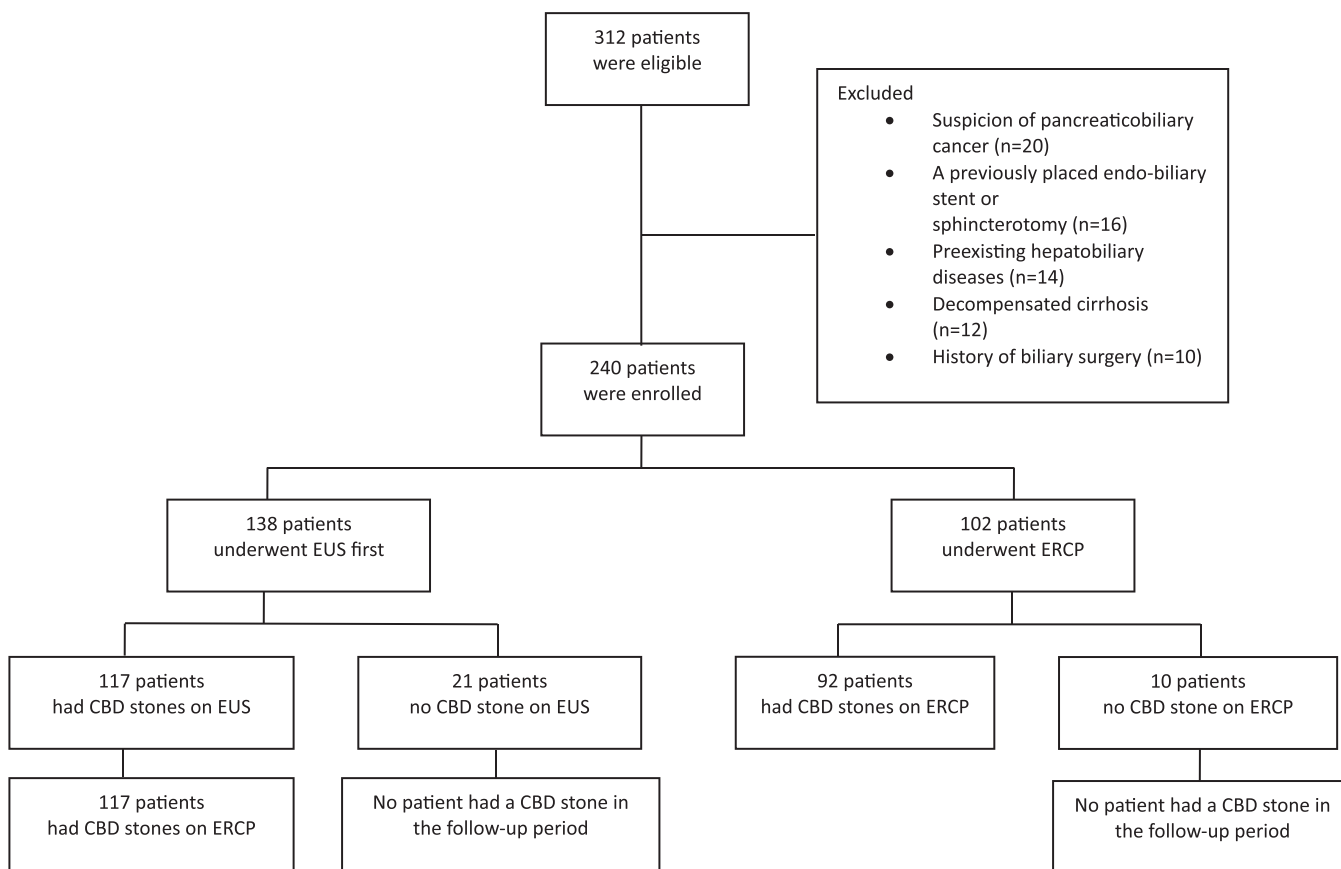 312 patients
were eligible
Excluded
• Suspicion of pancreaticobiliary
cancer (n=20)
• A previously placed endo-biliary
stent or
sphincterotomy (n=16)
• Preexisting hepatobiliary
diseases (n=14)
• Decompensated cirrhosis
(n=12)
• History of biliary surgery (n=10)
240 patients
were enrolled
138 patients
underwent EUS first
102 patients
underwent ERCP
117 patients
had CBD stones on EUS
21 patients
no CBD stone on EUS
92 patients
had CBD stones on ERCP
10 patients
no CBD stone on ERCP
117 patients
had CBD stones on ERCP
No patient had a CBD stone in
the follow-up period
No patient had a CBD stone in
the follow-up period